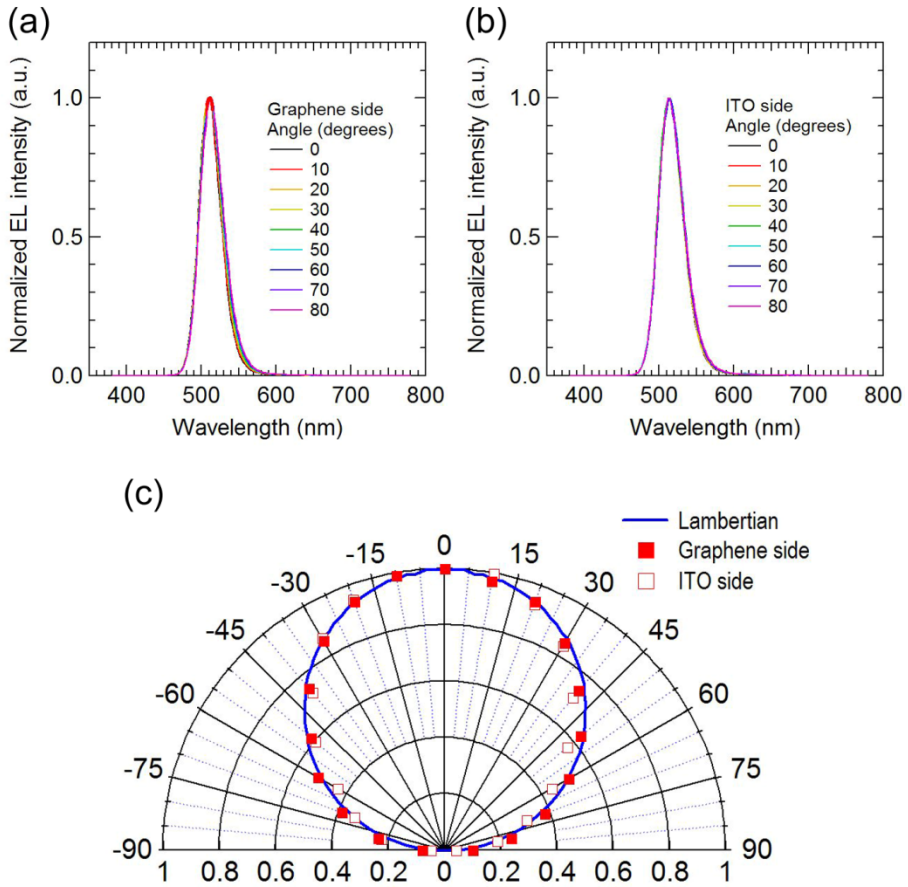 (a)
Normalized EL intensity (a.u.)
1.0
0.5
0.0
Graphene side
Angle (degrees)
0
10
20
30
40
50
60
70
80
400 500 600 700 800
Wavelength (nm)
(b)
Normalized EL intensity (a.u.)
1.0
0.5
0.0
ITO side
Angle (degrees)
0
10
20
30
40
50
60
70
80
400 500 600 700 800
Wavelength (nm)
(c)
Lambertian
Graphene side
ITO side
-90 -75 -60 -45 -30 -15 0 15 30 45 60 75 90
1 0.8 0.6 0.4 0.2 0 0.2 0.4 0.6 0.8 1